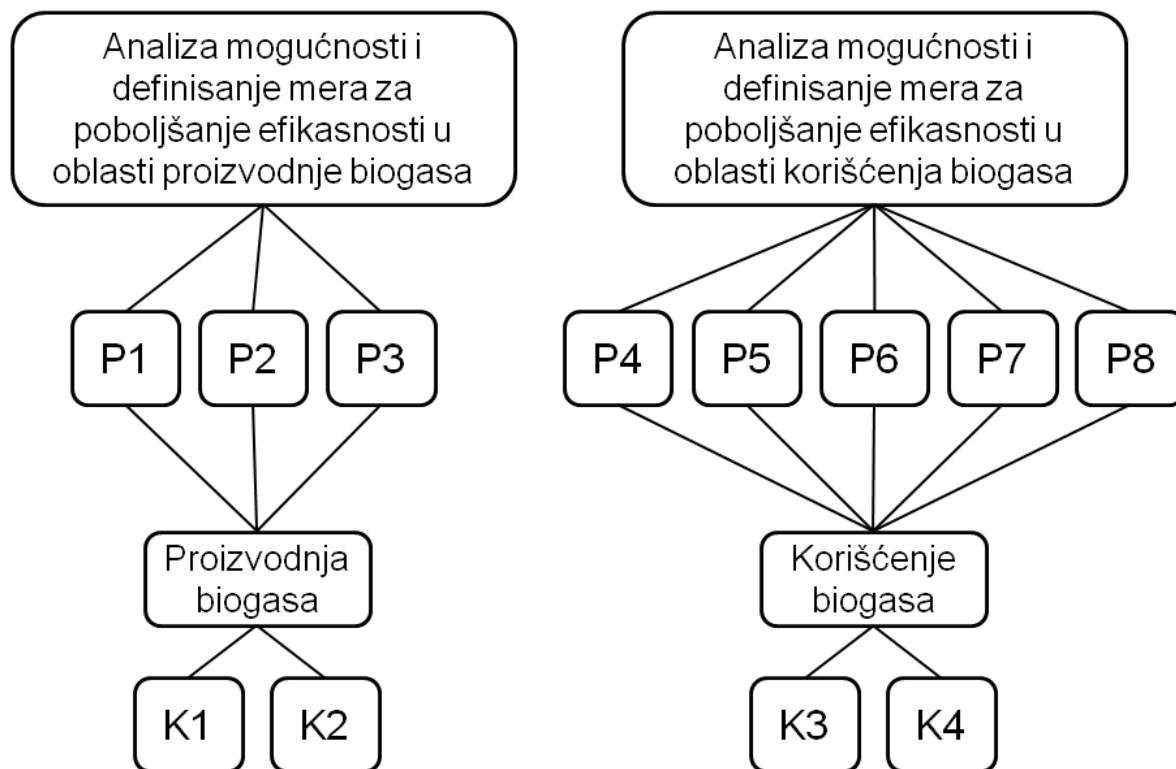 Analiza mogućnosti i
definisanje mera za
poboljšanje efikasnosti u
oblasti proizvodnje biogasa
Analiza mogućnosti i
definisanje mera za
poboljšanje efikasnosti u
oblasti korišćenja biogasa
P1
P2
P3
P4
P5
P6
P7
P8
Proizvodnja
biogasa
Korišćenje
biogasa
K1
K2
K3
K4